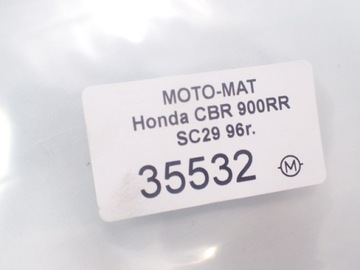 MOTO-MAT
Honda CBR 900RR
SC29 96r.
35532 M